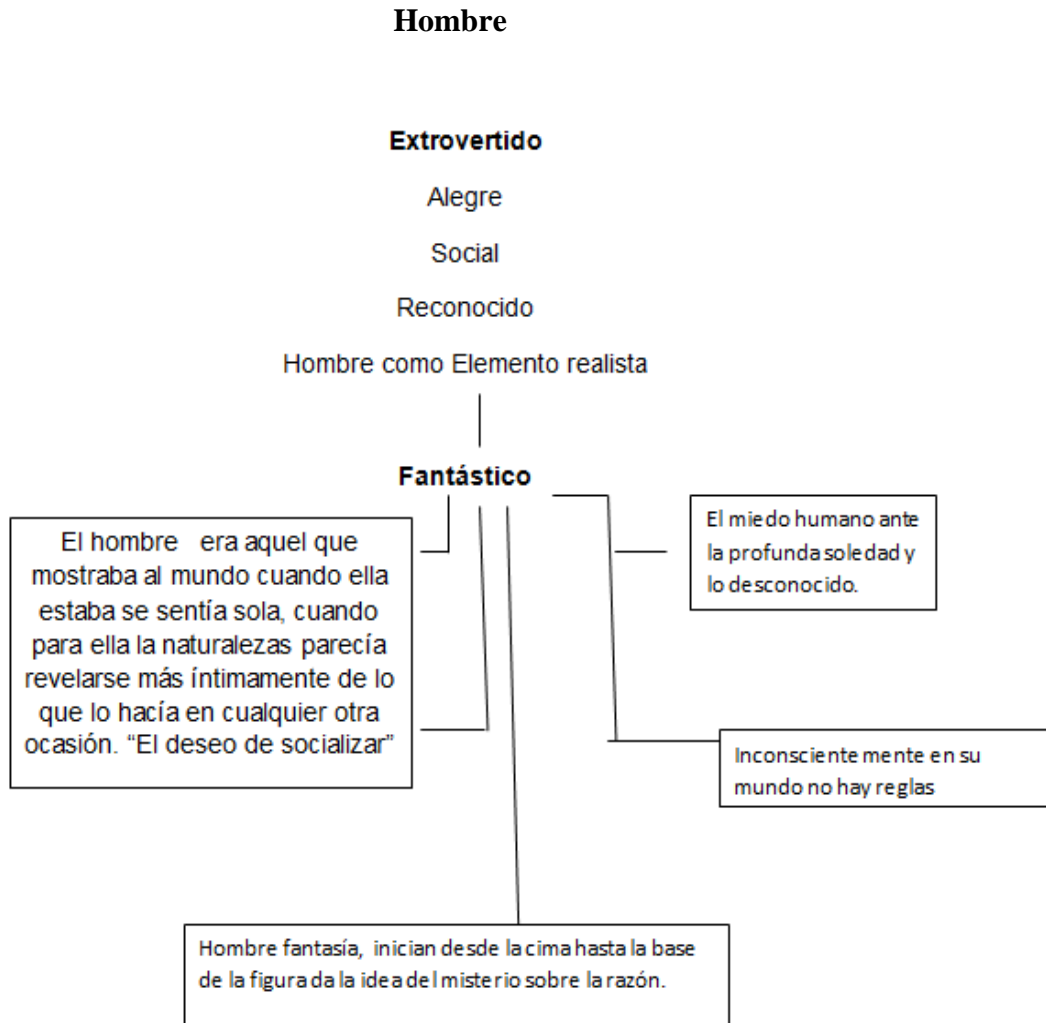 Hombre
Extrovertido
Alegre
Social
Reconocido
Hombre como Elemento realista
Fantástico
El hombre era aquel que
mostraba al mundo cuando ella
estaba se sentía sola, cuando
para ella la naturalezas parecía
revelarse más íntimamente de lo
que lo hacía en cualquier otra
ocasión. “El deseo de socializar”
El miedo humano ante
la profunda soledad y
lo desconocido.
Inconsciente mente en su
mundo no hay reglas
Hombre fantasía, inician desde la cima hasta la base
de la figura da la idea del misterio sobre la razón.